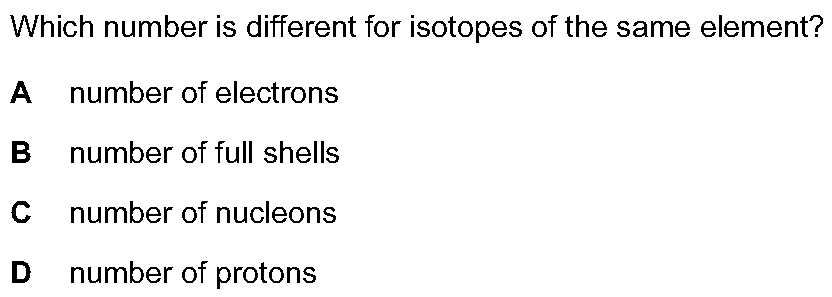 Which number is different for isotopes of the same element?
A number of electrons
B number of full shells
C number of nucleons
D number of protons